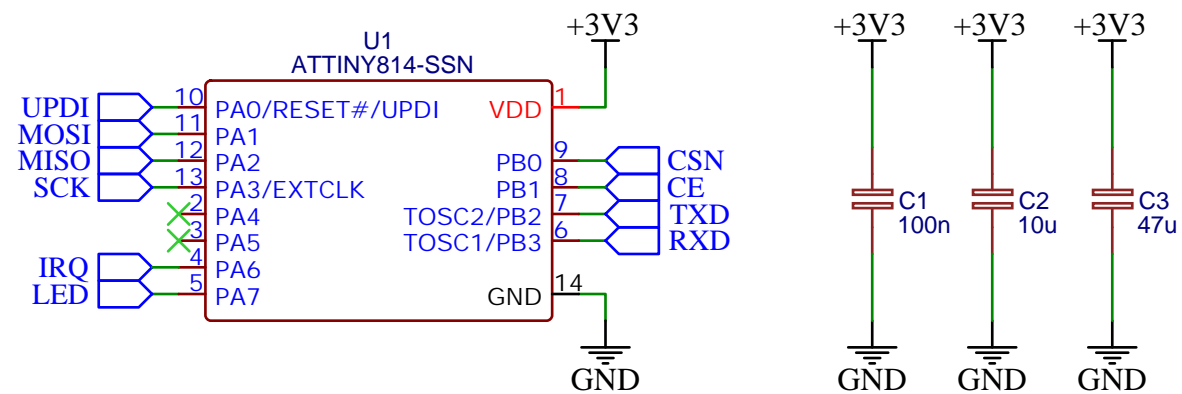 U1
ATTINY814-SSN
+3V3
+3V3
+3V3
+3V3
UPDI 10 PA0/RESET#/UPDI VDD 1
MOSI 11 PA1
MISO 12 PA2 PB0 9 CSN
SCK 13 PA3/EXTCLK PB1 8 CE
2 PA4 TOSC2/PB2 7 TXD
3 PA5 TOSC1/PB3 6 RXD
IRQ 4 PA6
LED 5 PA7 GND 14
GND
C1
100n
C2
10u
C3
47u
GND
GND
GND